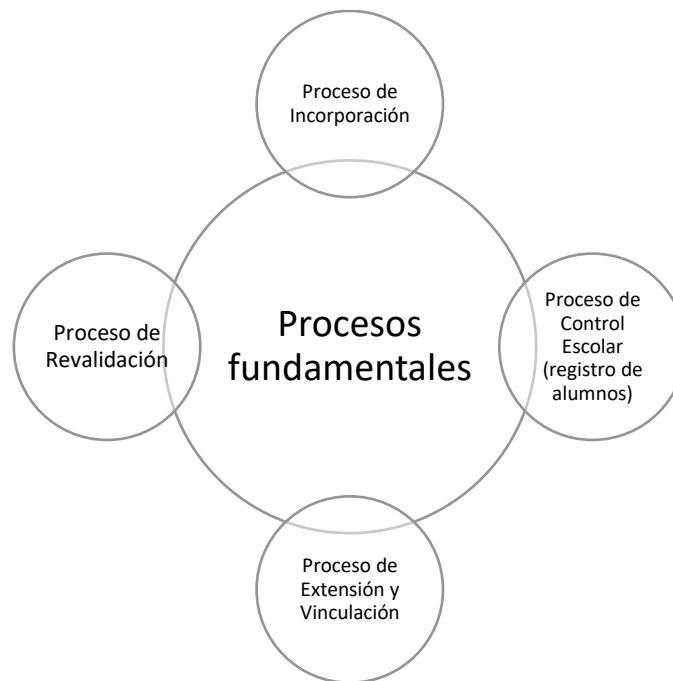 Proceso de
Incorporación
Procesos
fundamentales
Proceso de
Control
Escolar
(registro de
alumnos)
Proceso de
Revalidación
Proceso de
Extensión y
Vinculación